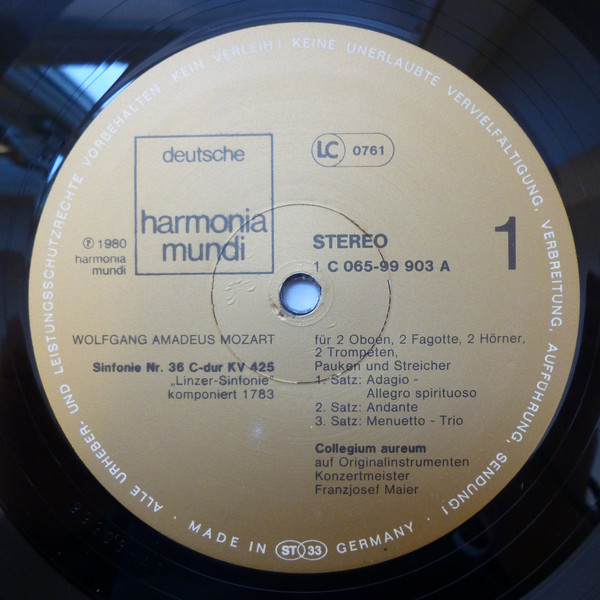 ALLE URHEBER- UND LEISTUNGSSCHUTZRECHTE VORBEHALTEN · KEIN VERLEIH! KEINE UNERLAUBTE VERVIELFÄLTIGUNG, VERBREITUNG, AUFFÜHRUNG, SENDUNG!
deutsche
harmonia
mundi
LC 0761
℗ 1980
harmonia
mundi
STEREO
1 C 065-99 903 A
1
WOLFGANG AMADEUS MOZART
Sinfonie Nr. 36 C-dur KV 425
„Linzer-Sinfonie"
komponiert 1783
für 2 Oboen, 2 Fagotte, 2 Hörner,
2 Trompeten,
Pauken und Streicher
1. Satz: Adagio -
Allegro spirituoso
2. Satz: Andante
3. Satz: Menuetto - Trio
Collegium aureum
auf Originalinstrumenten
Konzertmeister
Franzjosef Maier
· MADE IN ST 33 GERMANY ·